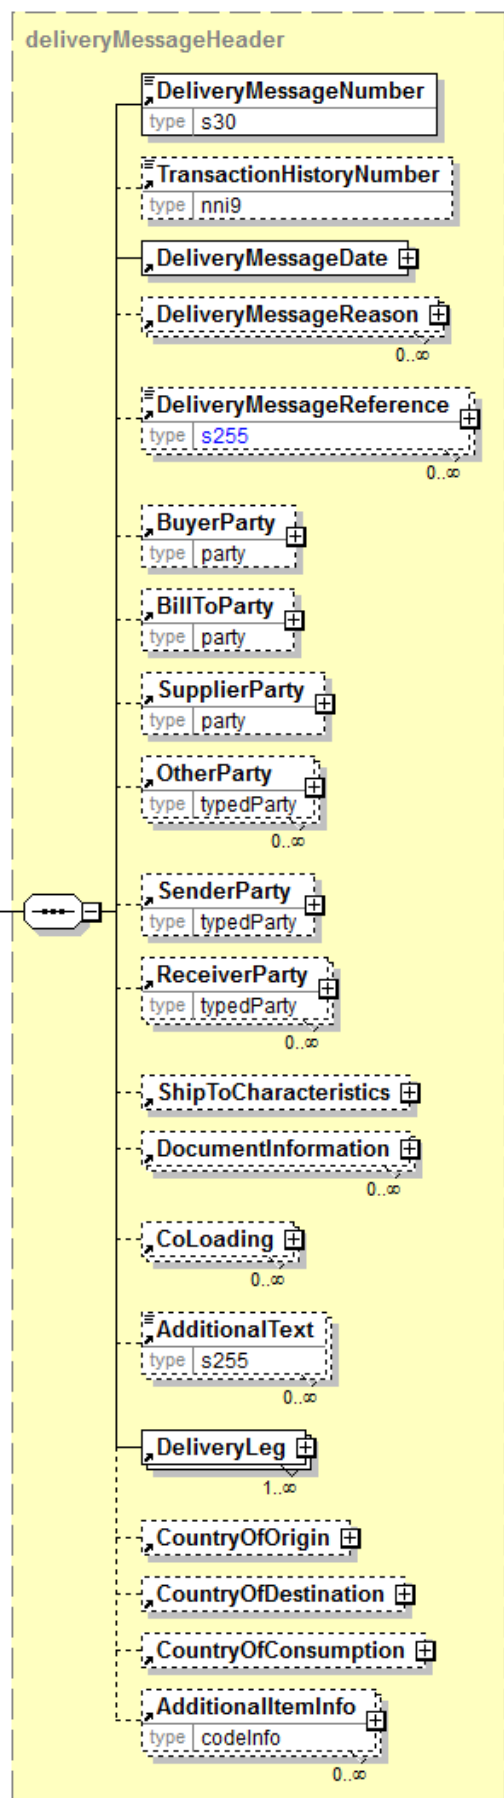 deliveryMessageHeader
DeliveryMessageNumber
type s30
TransactionHistoryNumber
type nni9
DeliveryMessageDate
DeliveryMessageReason
0..∞
DeliveryMessageReference
type s255
0..∞
BuyerParty
type party
BillToParty
type party
SupplierParty
type party
OtherParty
type typedParty
0..∞
SenderParty
type typedParty
ReceiverParty
type typedParty
0..∞
ShipToCharacteristics
DocumentInformation
0..∞
CoLoading
0..∞
AdditionalText
type s255
0..∞
DeliveryLeg
1..∞
CountryOfOrigin
CountryOfDestination
CountryOfConsumption
AdditionalItemInfo
type codeInfo
0..∞